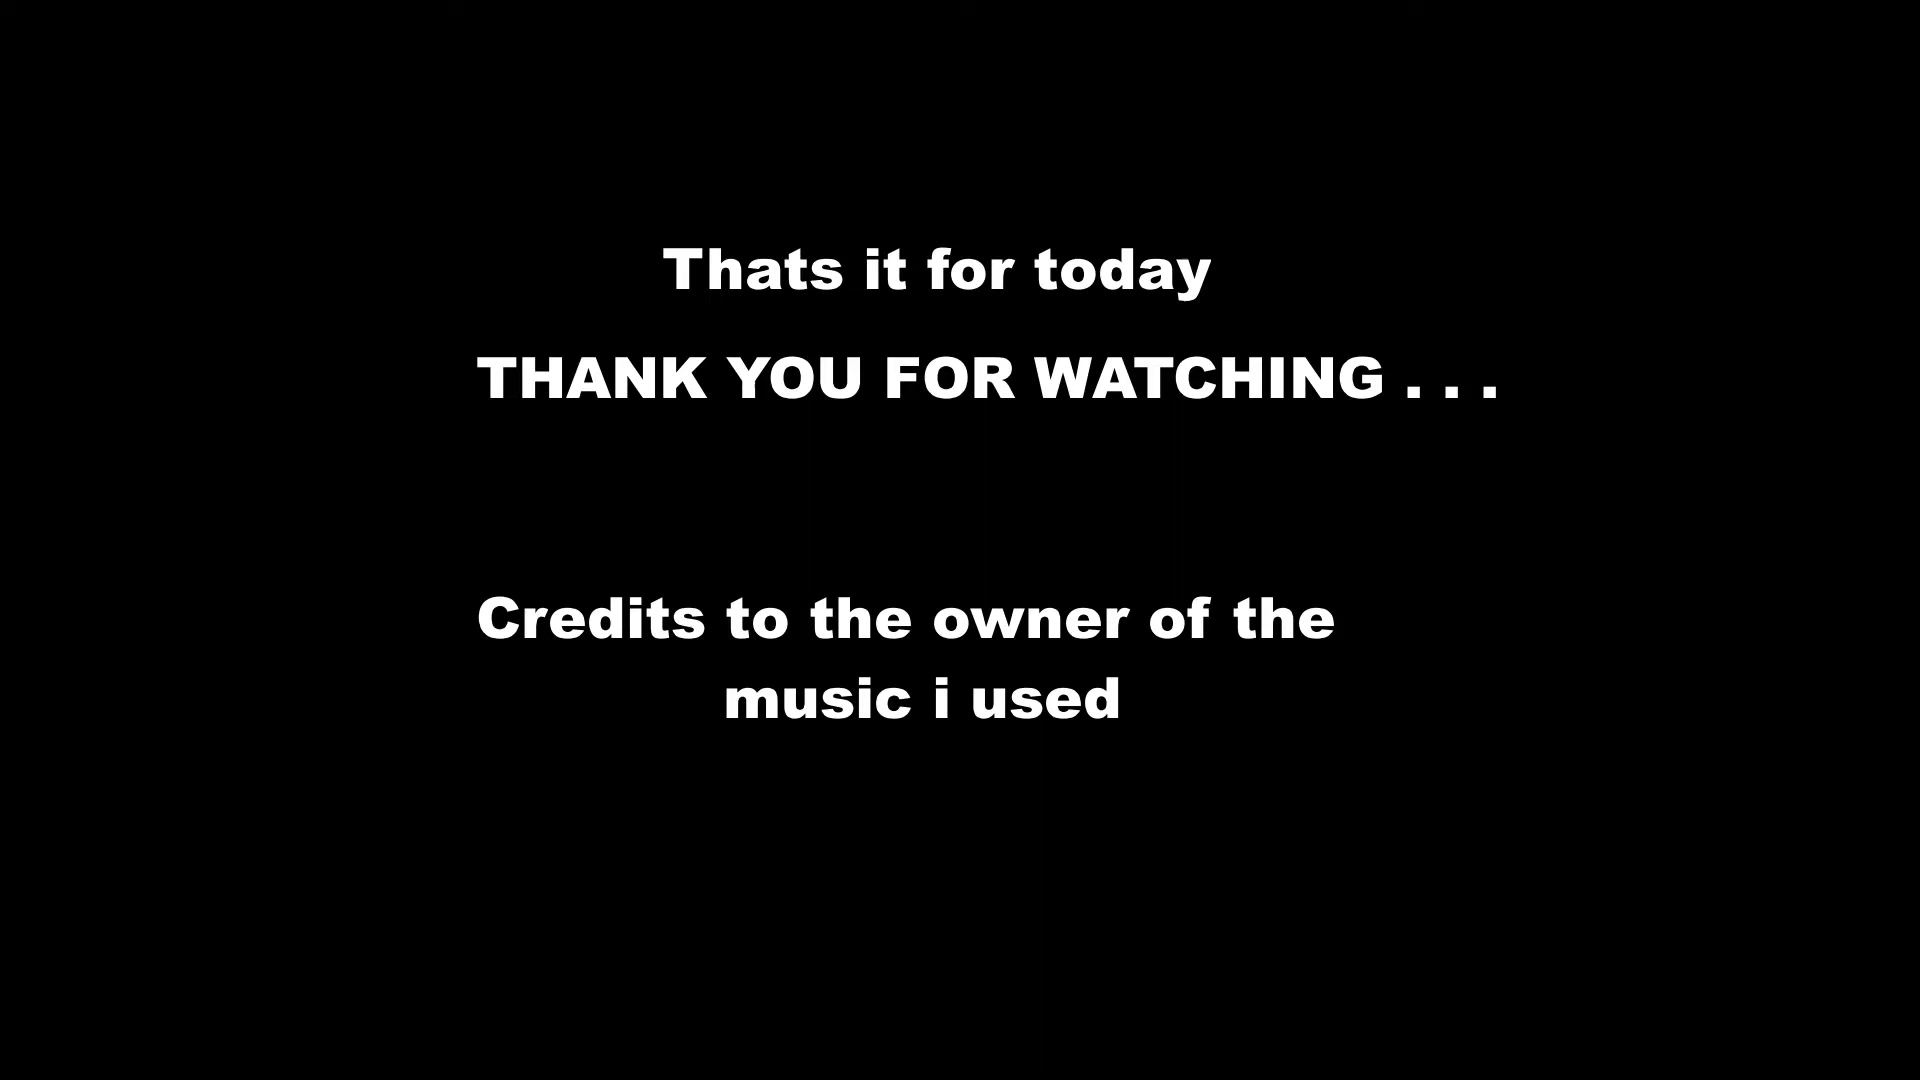 Thats it for today
THANK YOU FOR WATCHING . . .
Credits to the owner of the
music i used